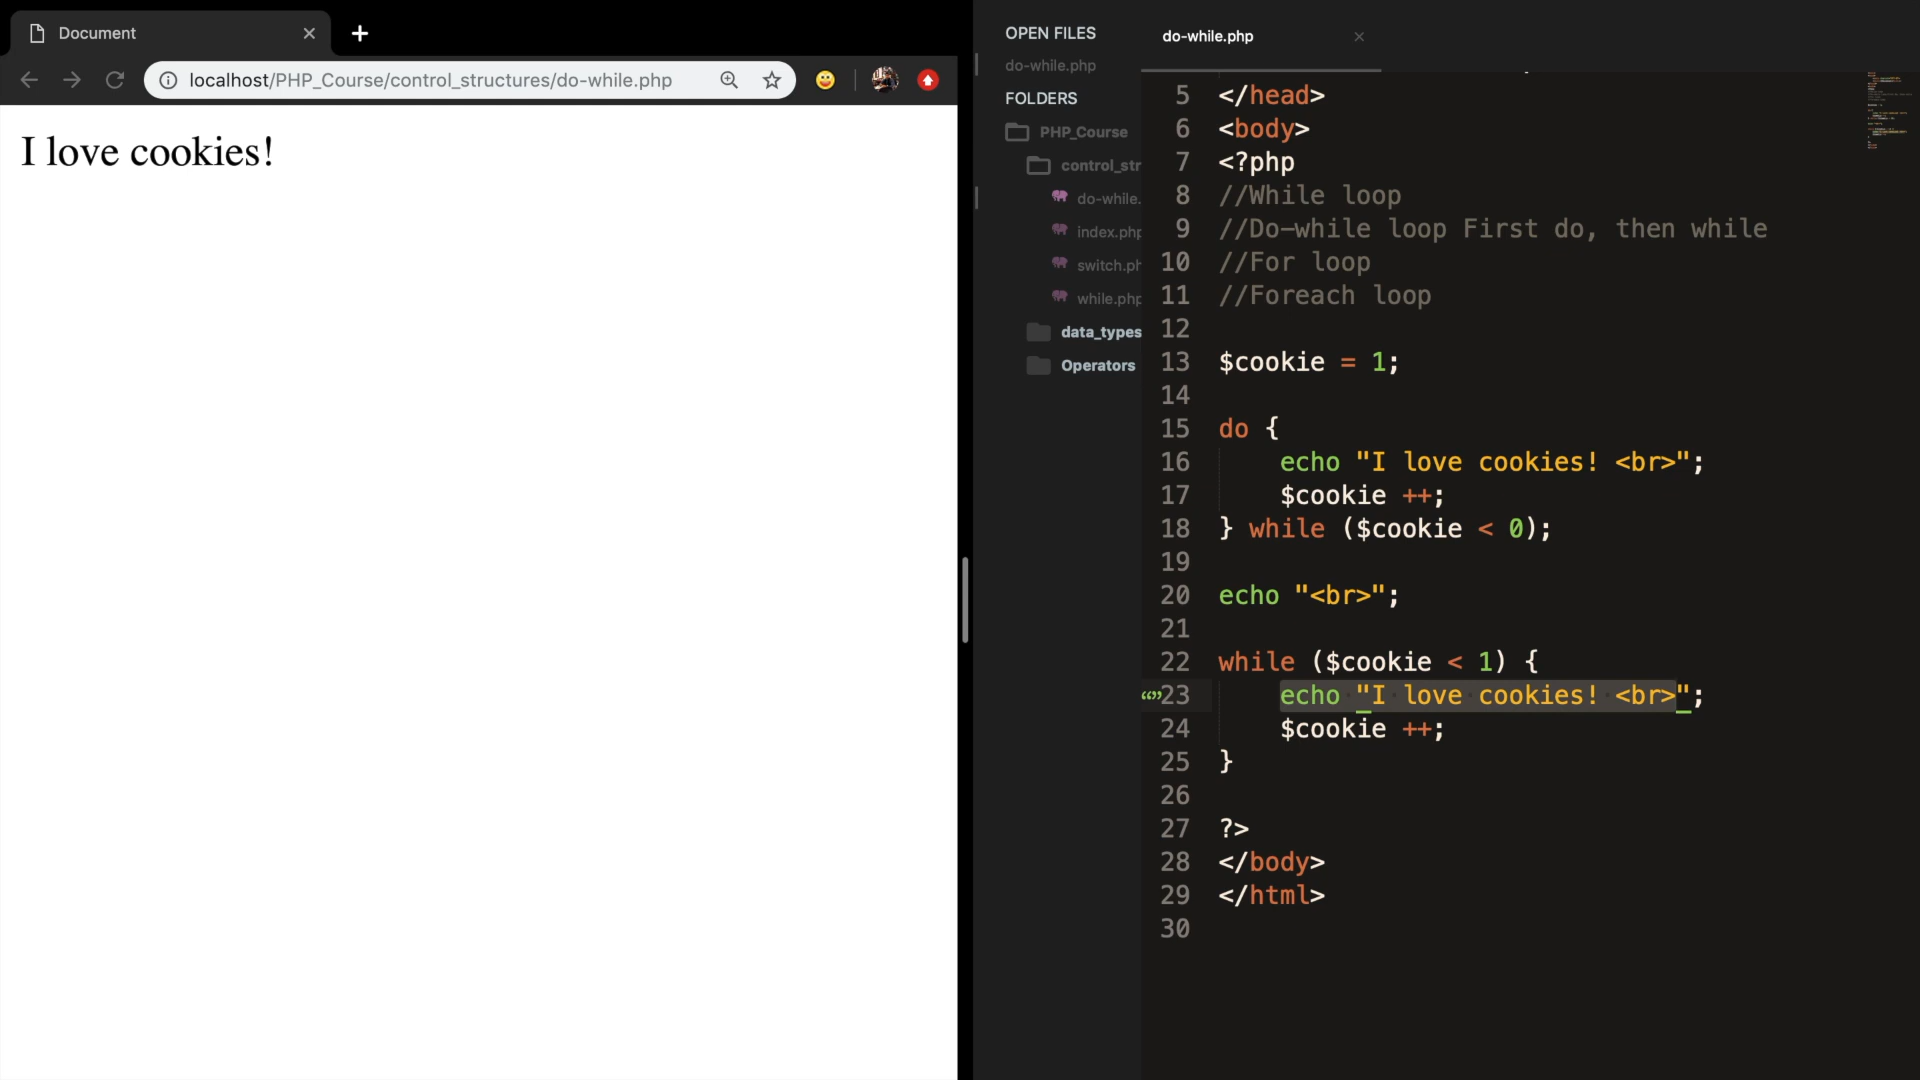 Document
localhost/PHP_Course/control_structures/do-while.php
I love cookies!
OPEN FILES
do-while.php
FOLDERS
PHP_Course
control_str
do-while.
index.php
switch.ph
while.php
data_types
Operators
do-while.php
5 </head>
6 <body>
7 <?php
8 //While loop
9 //Do-while loop First do, then while
10 //For loop
11 //Foreach loop
12
13 $cookie = 1;
14
15 do {
16 echo "I love cookies! <br>";
17 $cookie ++;
18 } while ($cookie < 0);
19
20 echo "<br>";
21
22 while ($cookie < 1) {
23 echo "I love cookies! <br>";
24 $cookie ++;
25 }
26
27 ?>
28 </body>
29 </html>
30